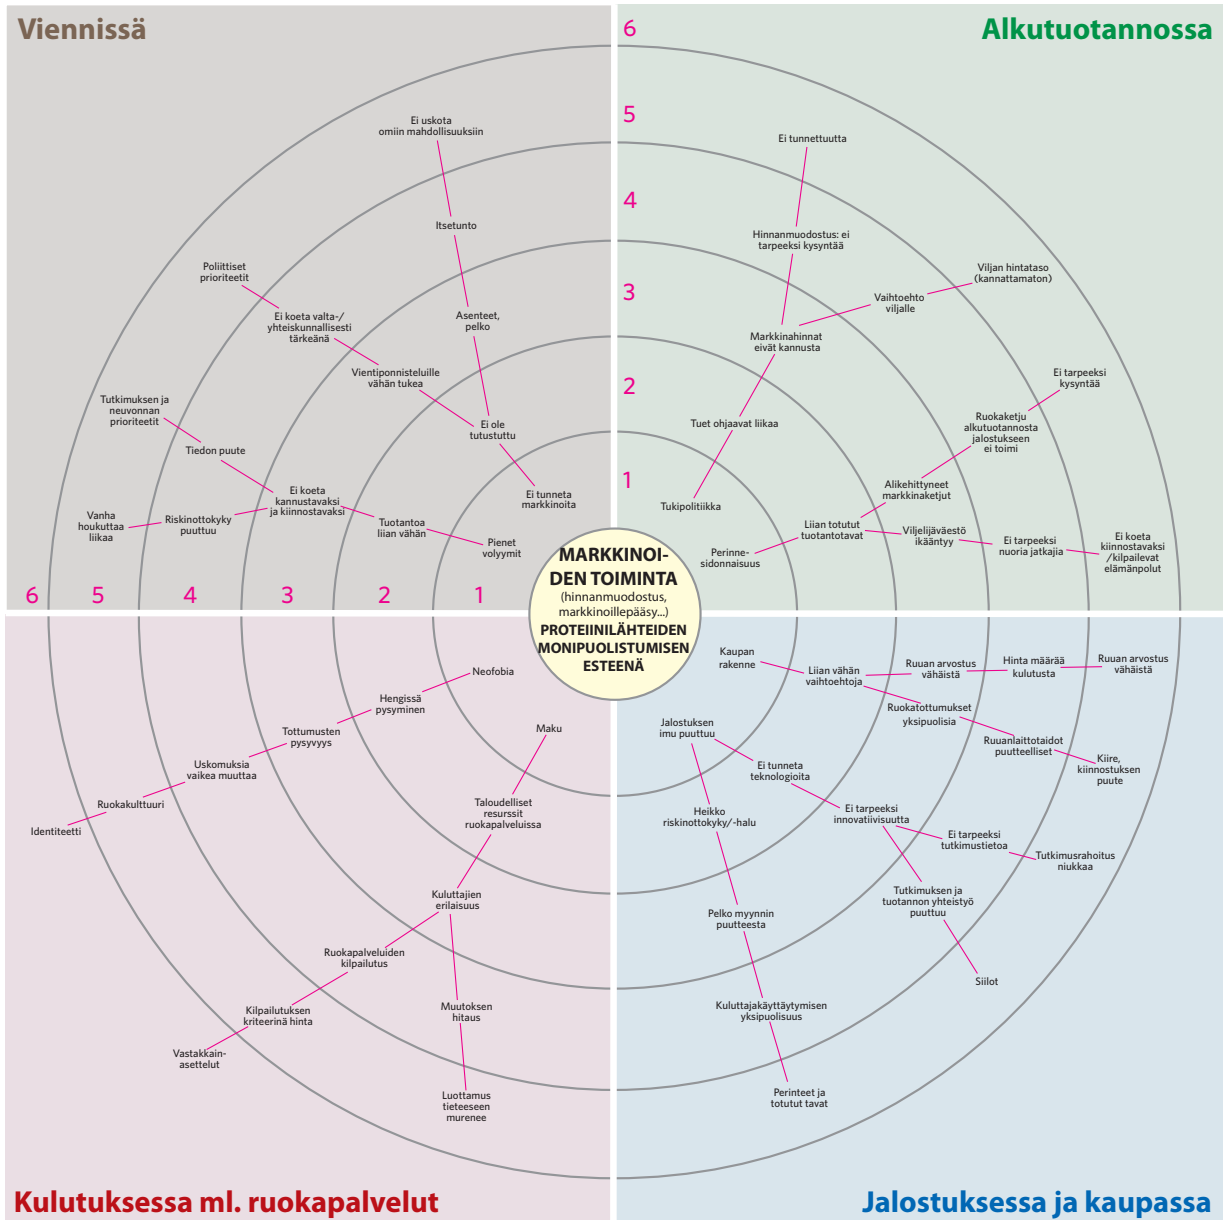 Viennissä
Ei uskota
omiin mahdollisuuksiin
Itsetunto
Poliittiset
prioriteetit
Ei koeta valta-/
yhteiskunnallisesti
tärkeänä
Asenteet,
pelko
Vientiponnisteluille
vähän tukea
Tutkimuksen ja
neuvonnan
prioriteetit
Ei ole
tutustuttu
Tiedon puute
Ei koeta
kannustavaksi
ja kiinnostavaksi
Ei tunneta
markkinoita
Vanha
houkuttaa
liikaa
Riskinottokyky
puuttuu
Tuotantoa
liian vähän
Pienet
volyymit
6
5
4
3
2
1
Alkutuotannossa
6
5
4
3
2
1
Ei tunnettuutta
Hinnanmuodostus: ei
tarpeeksi kysyntää
Viljan hintataso
(kannattamaton)
Vaihtoehto
viljalle
Markkinahinnat
eivät kannusta
Ei tarpeeksi
kysyntää
Tuet ohjaavat liikaa
Ruokaketju
alkutuotannosta
jalostukseen
ei toimi
Alikehittyneet
markkinaketjut
Tukipolitiikka
Liian totutut
tuotantotavat
Viljelijäväestö
ikääntyy
Ei tarpeeksi
nuoria jatkajia
Ei koeta
kiinnostavaksi
/kilpailevat
elämänpolut
Perinne-
sidonnaisuus
MARKKINOI-
DEN TOIMINTA
(hinnanmuodostus,
markkinoillepääsy...)
PROTEIINILÄHTEIDEN
MONIPUOLISTUMISEN
ESTEENÄ
Neofobia
Hengissä
pysyminen
Maku
Tottumusten
pysyvyys
Uskomuksia
vaikea muuttaa
Ruokakulttuuri
Identiteetti
Taloudelliset
resurssit
ruokapalveluissa
Kuluttajien
erilaisuus
Ruokapalveluiden
kilpailutus
Kilpailutuksen
kriteerinä hinta
Muutoksen
hitaus
Vastakkain-
asettelut
Luottamus
tieteeseen
murenee
Kulutuksessa ml. ruokapalvelut
Kaupan
rakenne
Liian vähän
vaihtoehtoja
Ruuan arvostus
vähäistä
Hinta määrää
kulutusta
Ruuan arvostus
vähäistä
Ruokatottumukset
yksipuolisia
Jalostuksen
imu puuttuu
Ruuanlaittotaidot
puutteelliset
Kiire,
kiinnostuksen
puute
Ei tunneta
teknologioita
Heikko
riskinottokyky/-halu
Ei tarpeeksi
innovatiivisuutta
Ei tarpeeksi
tutkimustietoa
Tutkimusrahoitus
niukkaa
Tutkimuksen ja
tuotannon yhteistyö
puuttuu
Pelko myynnin
puutteesta
Siilot
Kuluttajakäyttäytymisen
yksipuolisuus
Perinteet ja
totutut tavat
Jalostuksessa ja kaupassa